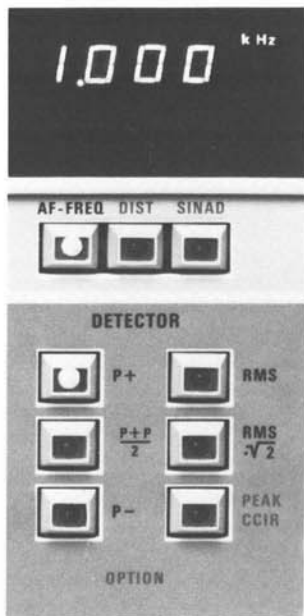 1.000 kHz
AF-FREQ DIST SINAD
DETECTOR
P+ RMS
P+P/2 RMS ·√2
P− PEAK CCIR
OPTION